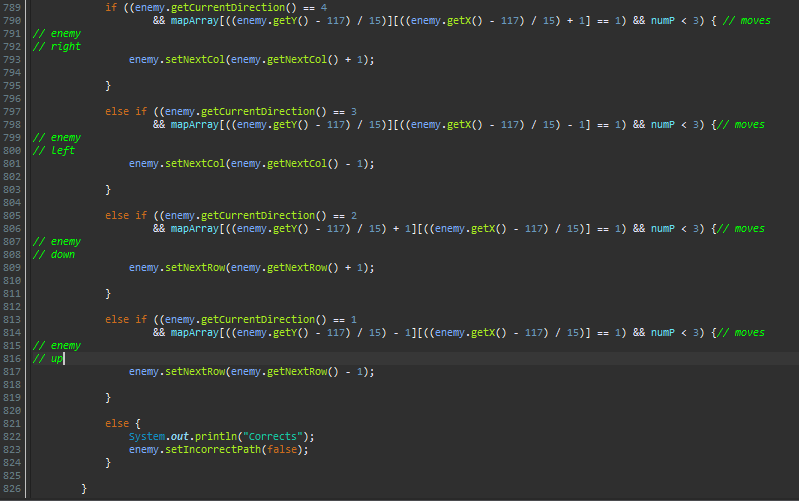 789 if ((enemy.getCurrentDirection() == 4
790 && mapArray[((enemy.getY() - 117) / 15)][((enemy.getX() - 117) / 15) + 1] == 1) && numP < 3) { // moves
791 // enemy
792 // right
793 enemy.setNextCol(enemy.getNextCol() + 1);
794
795 }
796
797 else if ((enemy.getCurrentDirection() == 3
798 && mapArray[((enemy.getY() - 117) / 15)][((enemy.getX() - 117) / 15) - 1] == 1) && numP < 3) {// moves
799 // enemy
800 // Left
801 enemy.setNextCol(enemy.getNextCol() - 1);
802
803 }
804
805 else if ((enemy.getCurrentDirection() == 2
806 && mapArray[((enemy.getY() - 117) / 15) + 1][((enemy.getX() - 117) / 15)] == 1) && numP < 3) {// moves
807 // enemy
808 // down
809 enemy.setNextRow(enemy.getNextRow() + 1);
810
811 }
812
813 else if ((enemy.getCurrentDirection() == 1
814 && mapArray[((enemy.getY() - 117) / 15) - 1][((enemy.getX() - 117) / 15)] == 1) && numP < 3) {// moves
815 // enemy
816 // up
817 enemy.setNextRow(enemy.getNextRow() - 1);
818
819 }
820
821 else {
822 System.out.println("Corrects");
823 enemy.setIncorrectPath(false);
824 }
825
826 }